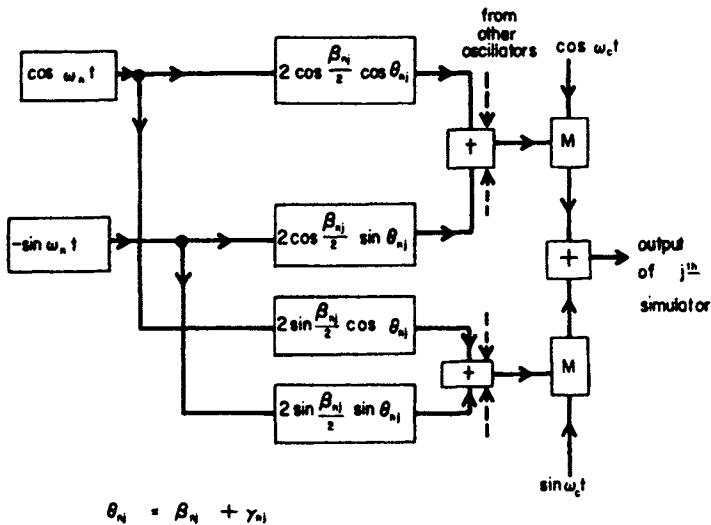 from
other
oscillators
cos ω_c t
cos ω_n t
2 cos β_nj/2 cos θ_nj
+
M
-sin ω_n t
2 cos β_nj/2 sin θ_nj
+
output
of jth
simulator
2 sin β_nj/2 cos θ_nj
+
M
2 sin β_nj/2 sin θ_nj
sin ω_c t
θ_nj = β_nj + γ_nj